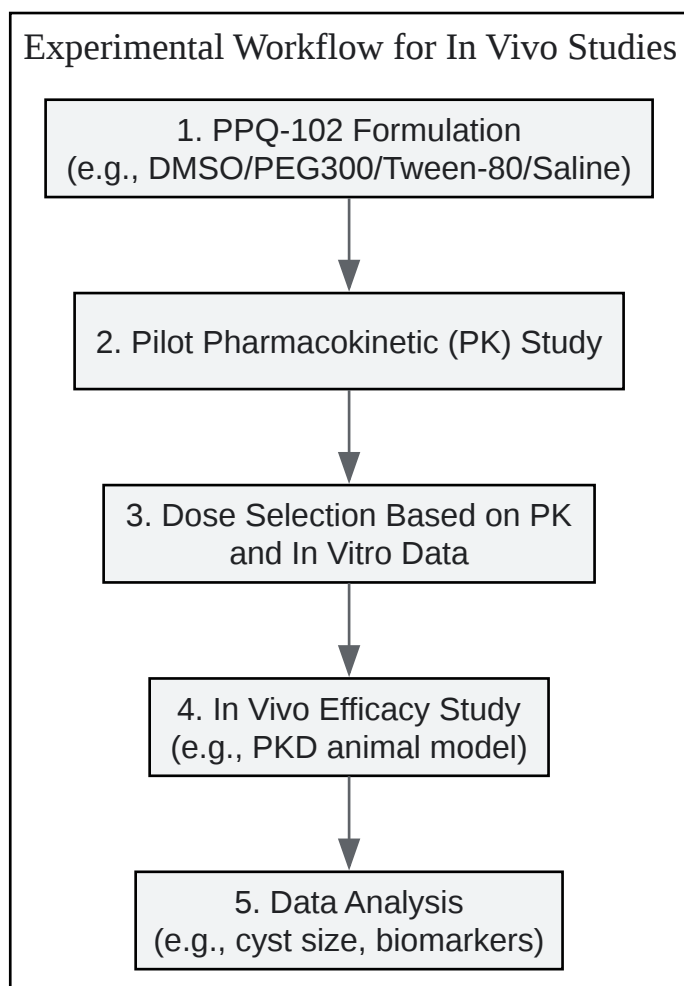 Experimental Workflow for In Vivo Studies
1. PPQ-102 Formulation
(e.g., DMSO/PEG300/Tween-80/Saline)
2. Pilot Pharmacokinetic (PK) Study
3. Dose Selection Based on PK
and In Vitro Data
4. In Vivo Efficacy Study
(e.g., PKD animal model)
5. Data Analysis
(e.g., cyst size, biomarkers)